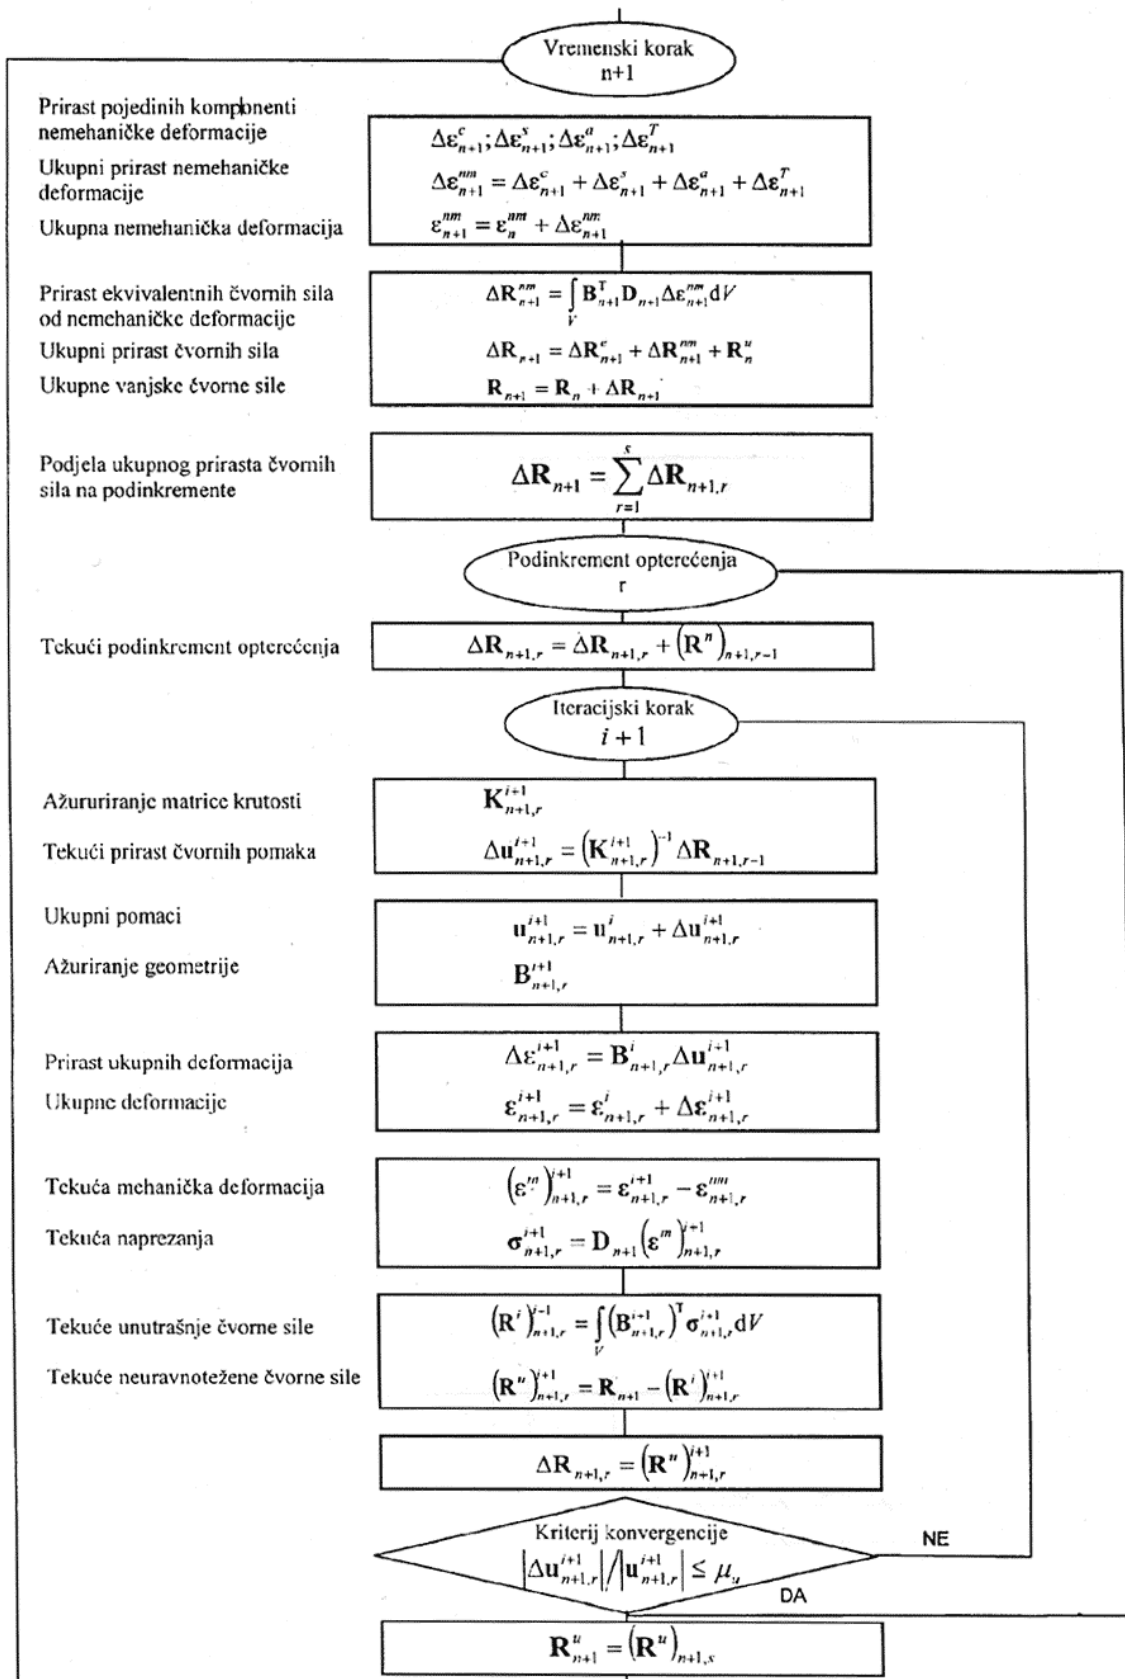 Vremenski korak
n+1
Prirast pojedinih komponenti
nemehaničke deformacije
Δε^c_{n+1}; Δε^s_{n+1}; Δε^a_{n+1}; Δε^T_{n+1}
Ukupni prirast nemehaničke
deformacije
Δε^{nm}_{n+1} = Δε^c_{n+1} + Δε^s_{n+1} + Δε^a_{n+1} + Δε^T_{n+1}
Ukupna nemehanička deformacija
ε^{nm}_{n+1} = ε^{nm}_n + Δε^{nm}_{n+1}
Prirast ekvivalentnih čvornih sila
od nemehaničke deformacije
ΔR^{nm}_{n+1} = ∫_V B^T_{n+1} D_{n+1} Δε^{nm}_{n+1} dV
Ukupni prirast čvornih sila
ΔR_{n+1} = ΔR^e_{n+1} + ΔR^{nm}_{n+1} + R^u_n
Ukupne vanjske čvorne sile
R_{n+1} = R_n + ΔR_{n+1}
Podjela ukupnog prirasta čvornih
sila na podinkremente
ΔR_{n+1} = ∑_{r=1}^{s} ΔR_{n+1,r}
Podinkrement opterećenja
r
Tekući podinkrement opterećenja
ΔR_{n+1,r} = ΔR_{n+1,r} + (R^n)_{n+1,r-1}
Iteracijski korak
i + 1
Ažururiranje matrice krutosti
K^{i+1}_{n+1,r}
Tekući prirast čvornih pomaka
Δu^{i+1}_{n+1,r} = (K^{i+1}_{n+1,r})^{-1} ΔR_{n+1,r-1}
Ukupni pomaci
u^{i+1}_{n+1,r} = u^i_{n+1,r} + Δu^{i+1}_{n+1,r}
Ažuriranje geometrije
B^{i+1}_{n+1,r}
Prirast ukupnih deformacija
Δε^{i+1}_{n+1,r} = B^i_{n+1,r} Δu^{i+1}_{n+1,r}
Ukupne deformacije
ε^{i+1}_{n+1,r} = ε^i_{n+1,r} + Δε^{i+1}_{n+1,r}
Tekuća mehanička deformacija
(ε^m)^{i+1}_{n+1,r} = ε^{i+1}_{n+1,r} − ε^{nm}_{n+1,r}
Tekuća naprezanja
σ^{i+1}_{n+1,r} = D_{n+1} (ε^m)^{i+1}_{n+1,r}
Tekuće unutrašnje čvorne sile
(R^i)^{i+1}_{n+1,r} = ∫_V (B^{i+1}_{n+1,r})^T σ^{i+1}_{n+1,r} dV
Tekuće neuravnotežene čvorne sile
(R^u)^{i+1}_{n+1,r} = R_{n+1} − (R^i)^{i+1}_{n+1,r}
ΔR_{n+1,r} = (R^u)^{i+1}_{n+1,r}
Kriterij konvergencije
NE
|Δu^{i+1}_{n+1,r}| / |u^{i+1}_{n+1,r}| ≤ μ_u
DA
R^u_{n+1} = (R^u)_{n+1,s}